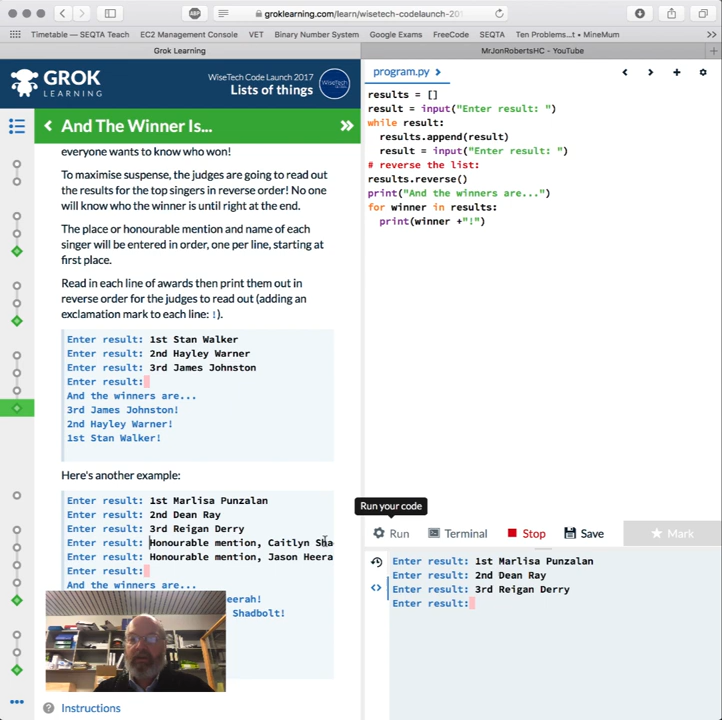 groklearning.com/learn/wisetech-codelaunch-201
Timetable — SEQTA Teach
EC2 Management Console
VET
Binary Number System
Google Exams
FreeCode
SEQTA
Ten Problems...t • MineMum
Grok Learning
MrJonRobertsHC - YouTube
GROK
LEARNING
WiseTech Code Launch 2017
Lists of things
WiseTech
And The Winner Is...
everyone wants to know who won!
To maximise suspense, the judges are going to read out
the results for the top singers in reverse order! No one
will know who the winner is until right at the end.
The place or honourable mention and name of each
singer will be entered in order, one per line, starting at
first place.
Read in each line of awards then print them out in
reverse order for the judges to read out (adding an
exclamation mark to each line: !).
Enter result: 1st Stan Walker
Enter result: 2nd Hayley Warner
Enter result: 3rd James Johnston
Enter result:
And the winners are...
3rd James Johnston!
2nd Hayley Warner!
1st Stan Walker!
Here's another example:
Enter result: 1st Marlisa Punzalan
Enter result: 2nd Dean Ray
Enter result: 3rd Reigan Derry
Enter result: Honourable mention, Caitlyn Sha
Enter result: Honourable mention, Jason Heera
Enter result:
And the winners are...
eerah!
Shadbolt!
Instructions
program.py
results = []
result = input("Enter result: ")
while result:
results.append(result)
result = input("Enter result: ")
# reverse the list:
results.reverse()
print("And the winners are...")
for winner in results:
print(winner +"!")
Run your code
Run
Terminal
Stop
Save
Mark
Enter result: 1st Marlisa Punzalan
Enter result: 2nd Dean Ray
Enter result: 3rd Reigan Derry
Enter result: